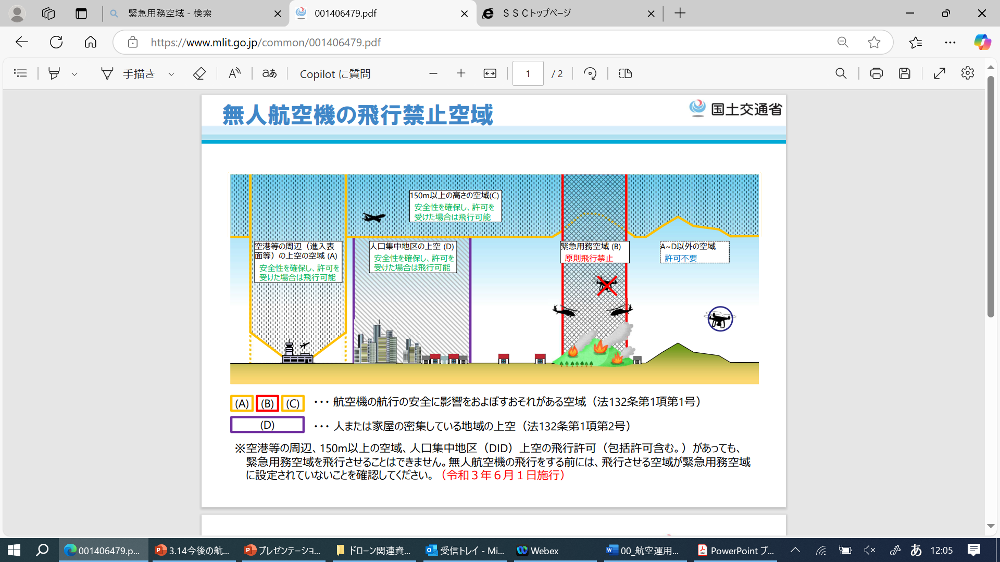 緊急用務空域 - 検索
001406479.pdf
ＳＳＣトップページ
https://www.mlit.go.jp/common/001406479.pdf
手描き
aあ
Copilot に質問
1
/ 2
無人航空機の飛行禁止空域
国土交通省
150m以上の高さの空域(C)
安全性を確保し、許可を
受けた場合は飛行可能
空港等の周辺（進入表
面等）の上空の空域 (A)
安全性を確保し、許可を
受けた場合は飛行可能
人口集中地区の上空 (D)
安全性を確保し、許可を
受けた場合は飛行可能
緊急用務空域 (B)
原則飛行禁止
A~D以外の空域
許可不要
(A) (B) (C) ･･･ 航空機の航行の安全に影響をおよぼすおそれがある空域（法132条第1項第1号）
(D) ･･･ 人または家屋の密集している地域の上空（法132条第1項第2号）
※空港等の周辺、150m以上の空域、人口集中地区（DID）上空の飛行許可（包括許可含む。）があっても、
緊急用務空域を飛行させることはできません。無人航空機の飛行をする前には、飛行させる空域が緊急用務空域
に設定されていないことを確認してください。（令和３年６月１日施行）
001406479.p...
3.14今後の航...
プレゼンテーショ...
ドローン関連資...
受信トレイ - Mi...
Webex
00_航空運用...
PowerPoint プ...
あ
12:05